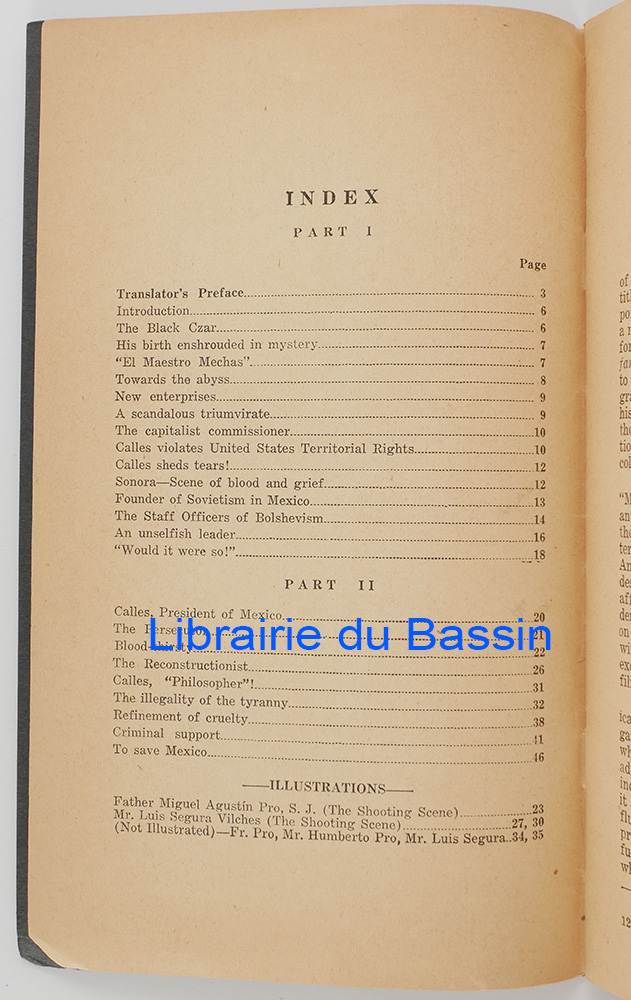 INDEX
PART I
Page
Translator's Preface 3
Introduction 6
The Black Czar 6
His birth enshrouded in mystery 7
"El Maestro Mechas" 7
Towards the abyss 8
New enterprises 9
A scandalous triumvirate 9
The capitalist commissioner 10
Calles violates United States Territorial Rights 10
Calles sheds tears! 12
Sonora—Scene of blood and grief 12
Founder of Sovietism in Mexico 13
The Staff Officers of Bolshevism 14
An unselfish leader 16
"Would it were so!" 18
PART II
Calles, President of Mexico 20
The Persecutor 21
Librairie du Bassin
Blood-thirsty 22
The Reconstructionist 26
Calles, "Philosopher"! 31
The illegality of the tyranny 32
Refinement of cruelty 38
Criminal support 41
To save Mexico 46
—ILLUSTRATIONS—
Father Miguel Agustín Pro, S. J. (The Shooting Scene) 23
Mr. Luis Segura Vilches (The Shooting Scene) 27, 30
(Not Illustrated)—Fr. Pro, Mr. Humberto Pro, Mr. Luis Segura..34, 35